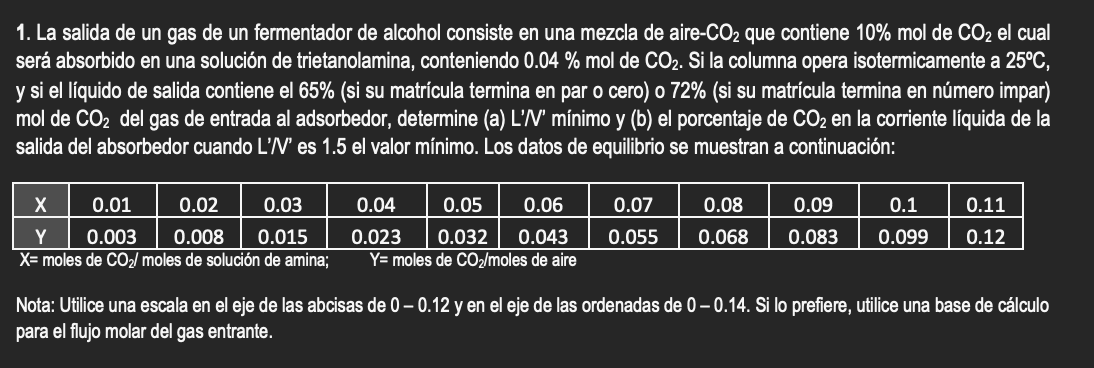 1. La salida de un gas de un fermentador de alcohol consiste en una mezcla de aire-CO₂ que contiene 10% mol de CO₂ el cual
será absorbido en una solución de trietanolamina, conteniendo 0.04 % mol de CO₂. Si la columna opera isotermicamente a 25ºC,
y si el líquido de salida contiene el 65% (si su matrícula termina en par o cero) o 72% (si su matrícula termina en número impar)
mol de CO₂ del gas de entrada al adsorbedor, determine (a) L’/V’ mínimo y (b) el porcentaje de CO₂ en la corriente líquida de la
salida del absorbedor cuando L’/V’ es 1.5 el valor mínimo. Los datos de equilibrio se muestran a continuación:
X 0.01 0.02 0.03 0.04 0.05 0.06 0.07 0.08 0.09 0.1 0.11
Y 0.003 0.008 0.015 0.023 0.032 0.043 0.055 0.068 0.083 0.099 0.12
X= moles de CO₂/ moles de solución de amina; Y= moles de CO₂/moles de aire
Nota: Utilice una escala en el eje de las abcisas de 0 – 0.12 y en el eje de las ordenadas de 0 – 0.14. Si lo prefiere, utilice una base de cálculo
para el flujo molar del gas entrante.